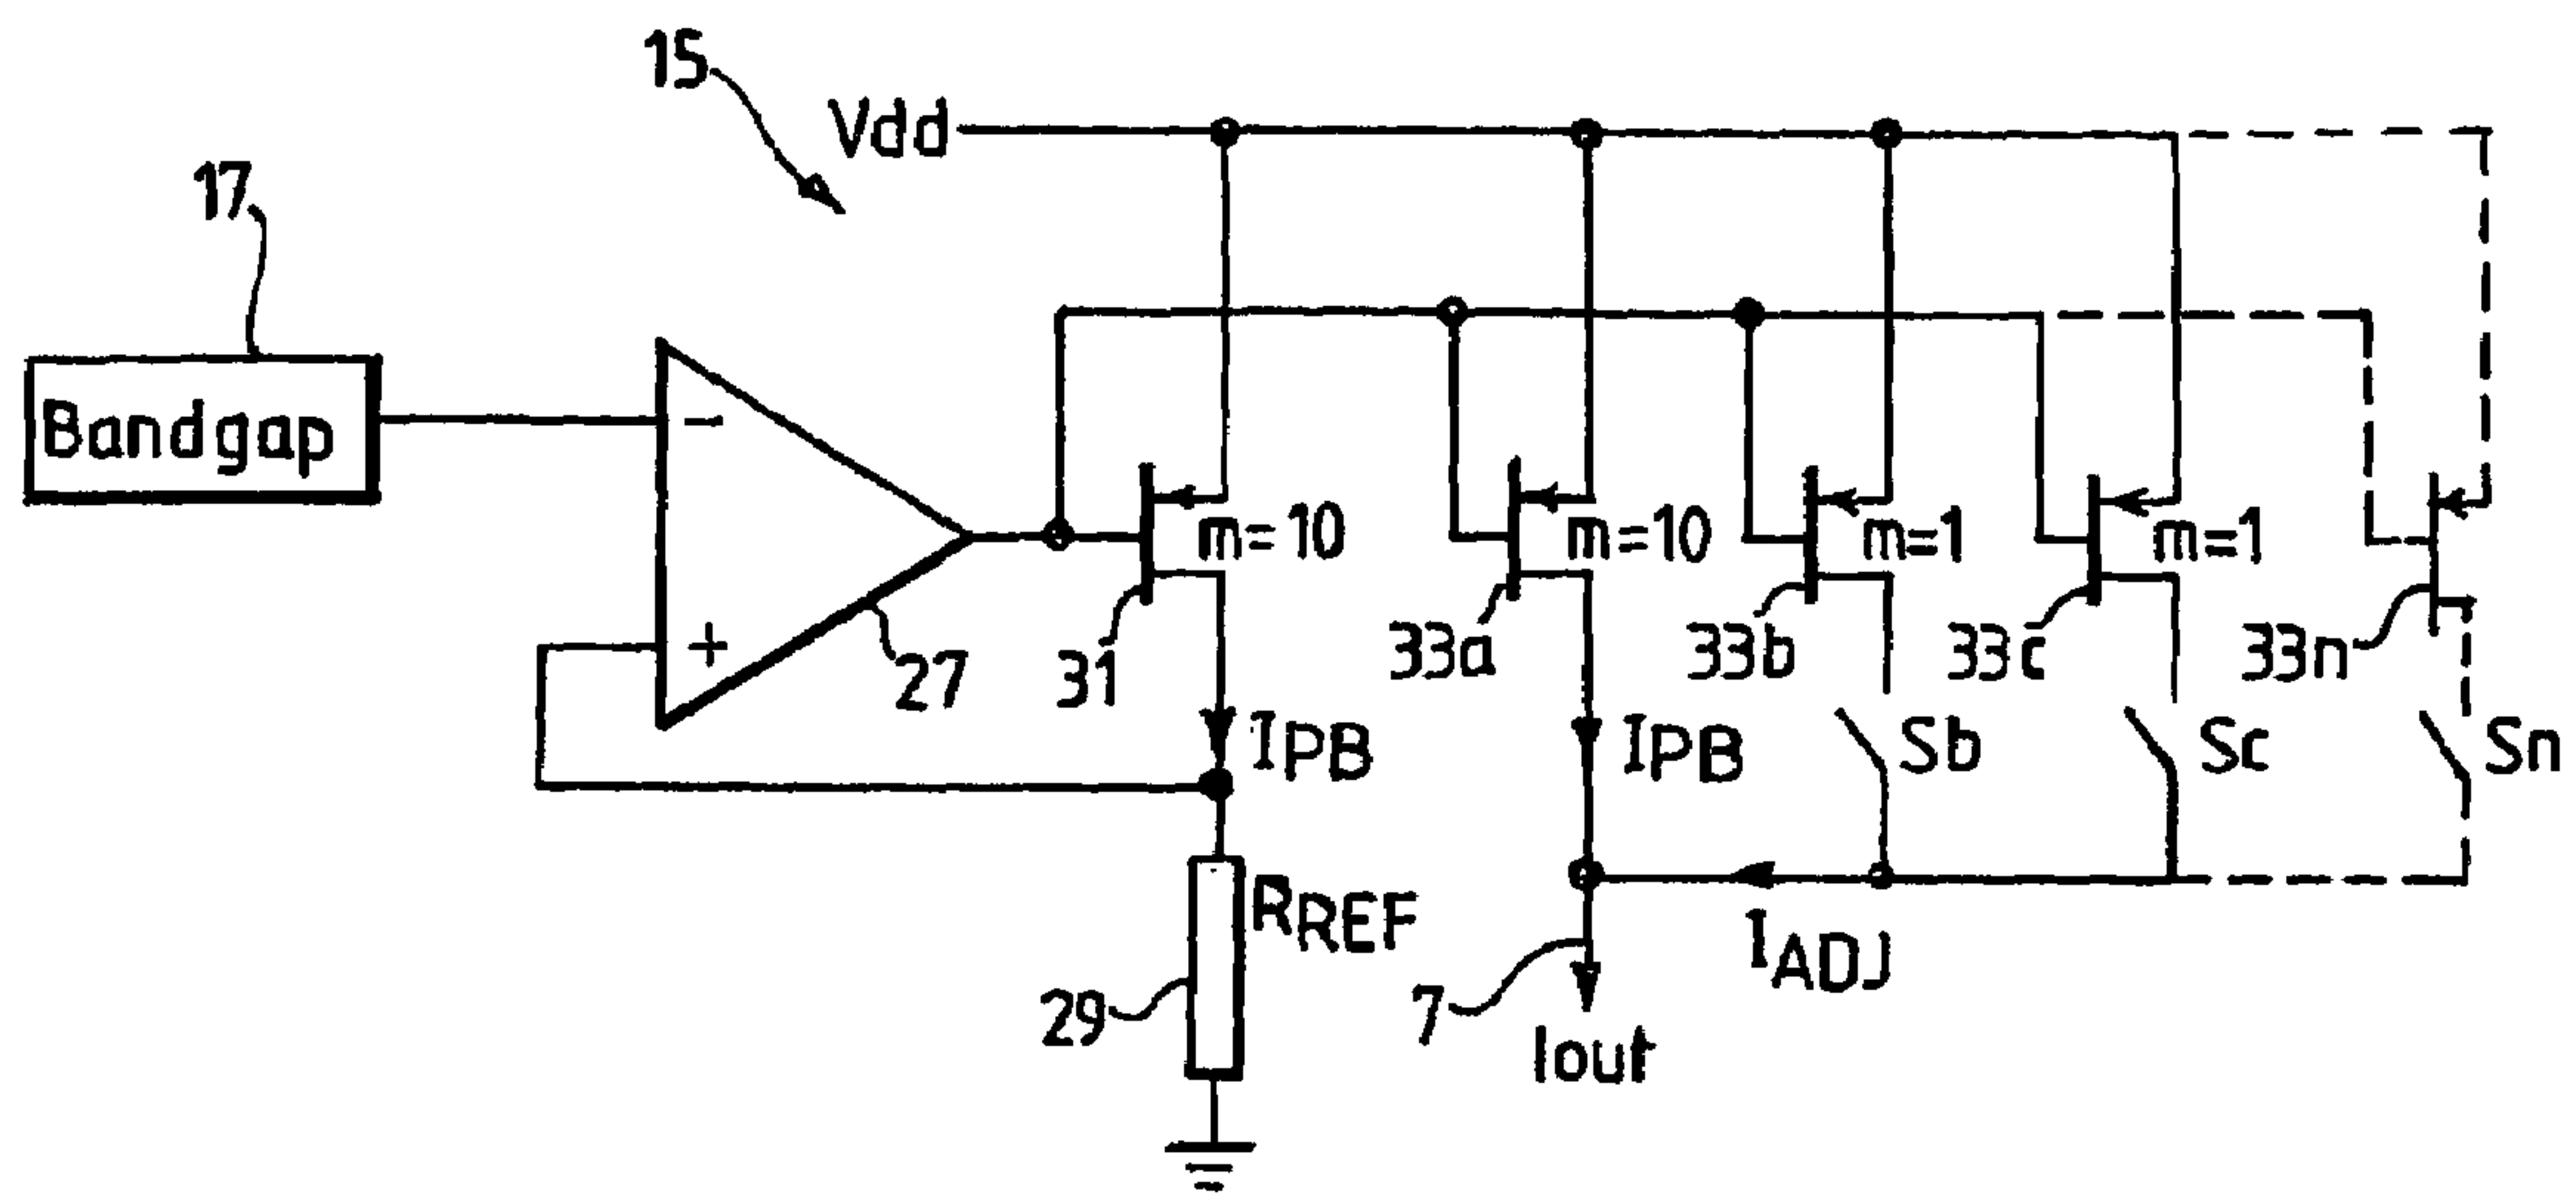 15
Vdd
17
Bandgap
-
+
27
m=10
31
IPB
m=10
33a
IPB
m=1
33b
Sb
m=1
33c
Sc
33n
Sn
RREF
29
IADJ
7
Iout